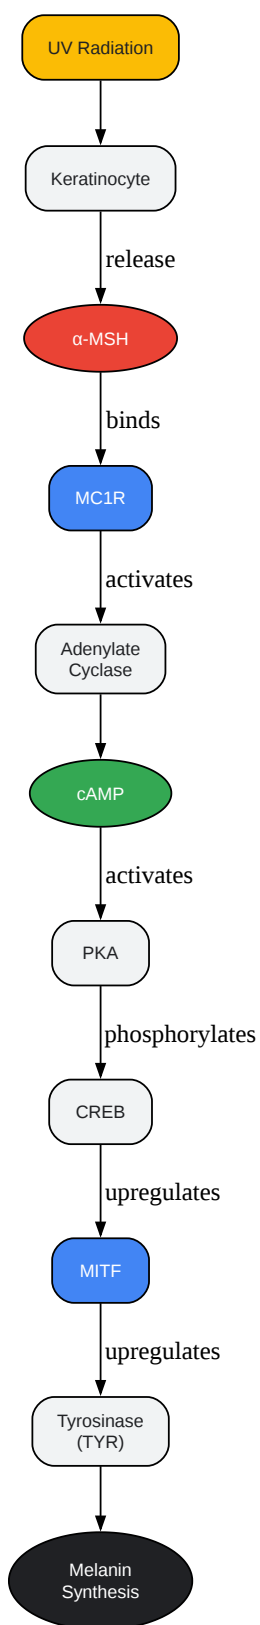 UV Radiation
Keratinocyte
release
α-MSH
binds
MC1R
activates
Adenylate
Cyclase
cAMP
activates
PKA
phosphorylates
CREB
upregulates
MITF
upregulates
Tyrosinase
(TYR)
Melanin
Synthesis